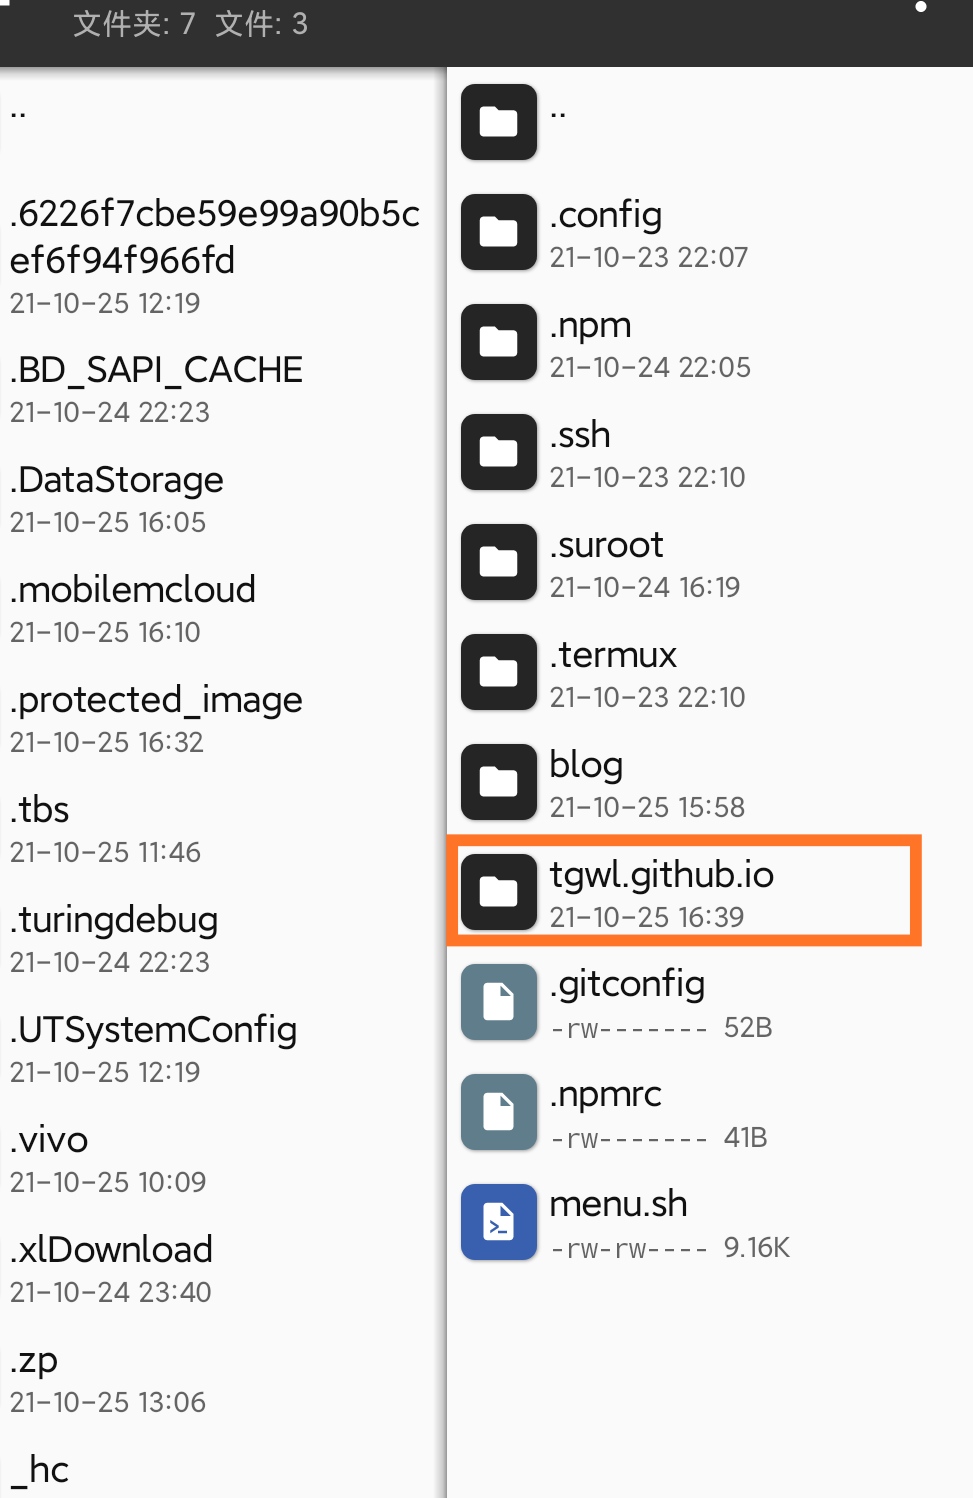 文件夹: 7 文件: 3
..
.6226f7cbe59e99a90b5c
ef6f94f966fd
21-10-25 12:19
.BD_SAPI_CACHE
21-10-24 22:23
.DataStorage
21-10-25 16:05
.mobilemcloud
21-10-25 16:10
.protected_image
21-10-25 16:32
.tbs
21-10-25 11:46
.turingdebug
21-10-24 22:23
.UTSystemConfig
21-10-25 12:19
.vivo
21-10-25 10:09
.xlDownload
21-10-24 23:40
.zp
21-10-25 13:06
_hc
..
.config
21-10-23 22:07
.npm
21-10-24 22:05
.ssh
21-10-23 22:10
.suroot
21-10-24 16:19
.termux
21-10-23 22:10
blog
21-10-25 15:58
tgwl.github.io
21-10-25 16:39
.gitconfig
-rw------- 52B
.npmrc
-rw------- 41B
menu.sh
-rw-rw---- 9.16K